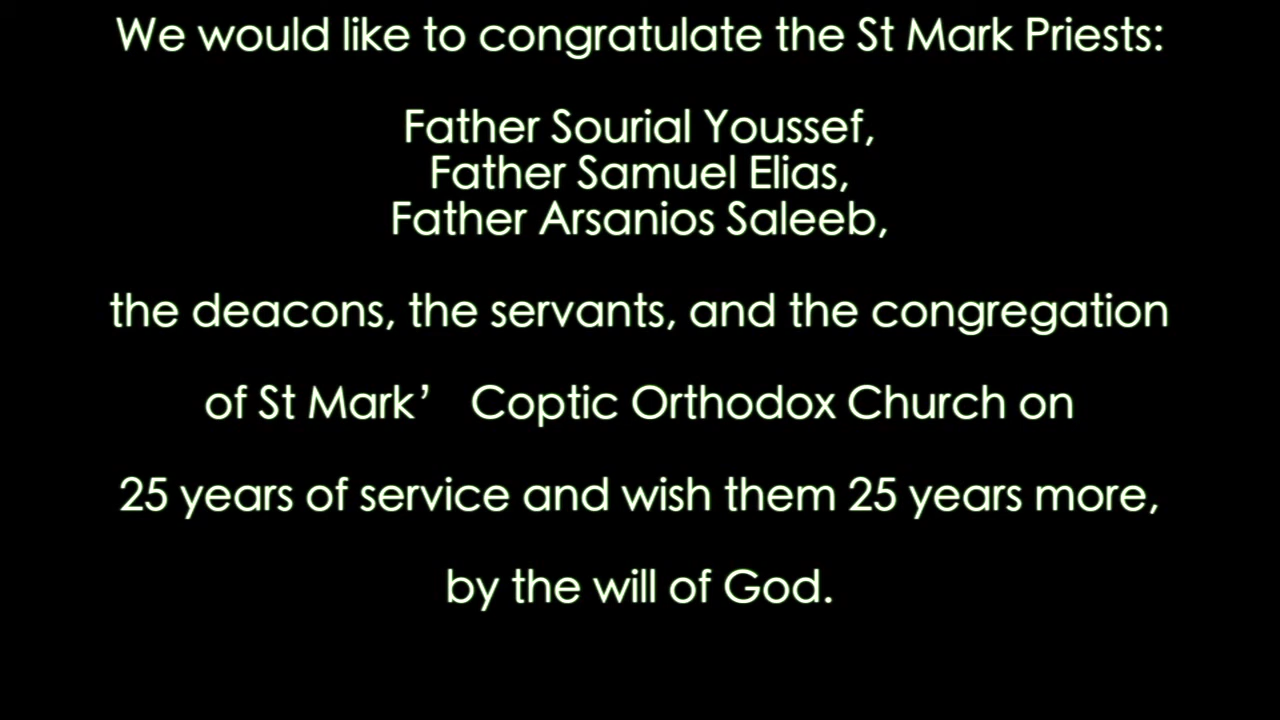 We would like to congratulate the St Mark Priests:
Father Sourial Youssef,
Father Samuel Elias,
Father Arsanios Saleeb,
the deacons, the servants, and the congregation
of St Mark’ Coptic Orthodox Church on
25 years of service and wish them 25 years more,
by the will of God.